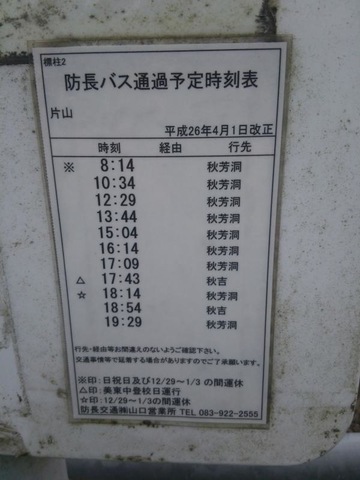 標柱2
防長バス通過予定時刻表
片山
平成26年4月1日改正
時刻 経由 行先
※ 8:14 秋芳洞
10:34 秋芳洞
12:29 秋芳洞
13:44 秋芳洞
15:04 秋芳洞
16:14 秋芳洞
17:09 秋芳洞
△ 17:43 秋吉
☆ 18:14 秋芳洞
18:54 秋吉
19:29 秋芳洞
行先・経由等お間違えのないようご確認下さい。
交通事情等で延着する場合がありますのでご了承願います。
※印：日祝日及び12/29～1/3 の間運休
△印：美東中登校日運行
☆印：12/29～1/3の間運休
防長交通㈱山口営業所 TEL 083-922-2555